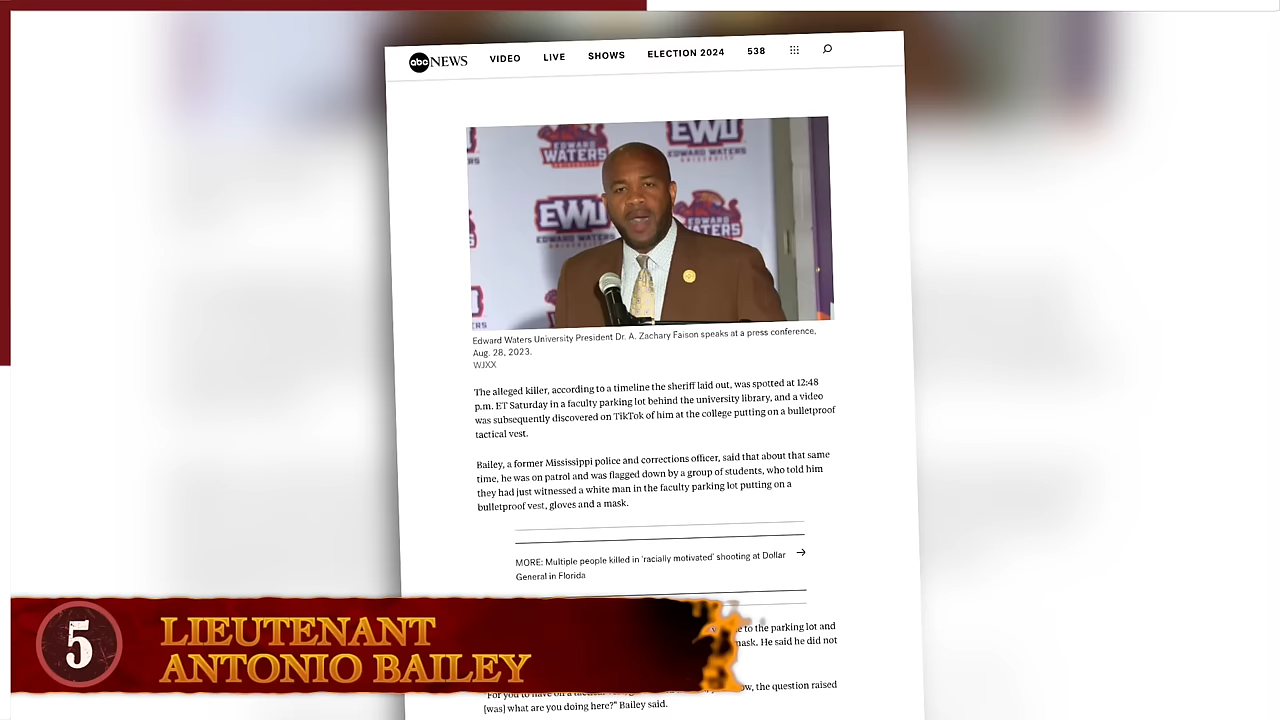 abc NEWS VIDEO LIVE SHOWS ELECTION 2024 538
EWU
EDWARD WATERS UNIVERSITY
EDWARD WATERS UNIVERSITY
EWU
EDWARD WATERS UNIVERSITY
EDWARD WATERS
Edward Waters University President Dr. A. Zachary Faison speaks at a press conference,
Aug. 28, 2023.
WJXX
The alleged killer, according to a timeline the sheriff laid out, was spotted at 12:48
p.m. ET Saturday in a faculty parking lot behind the university library, and a video
was subsequently discovered on TikTok of him at the college putting on a bulletproof
tactical vest.
Bailey, a former Mississippi police and corrections officer, said that about that same
time, he was on patrol and was flagged down by a group of students, who told him
they had just witnessed a white man in the faculty parking lot putting on a
bulletproof vest, gloves and a mask.
MORE: Multiple people killed in 'racially motivated' shooting at Dollar
General in Florida
to the parking lot and
mask. He said he did not
the question raised
[was] what are you doing here?" Bailey said.
5
LIEUTENANT
ANTONIO BAILEY